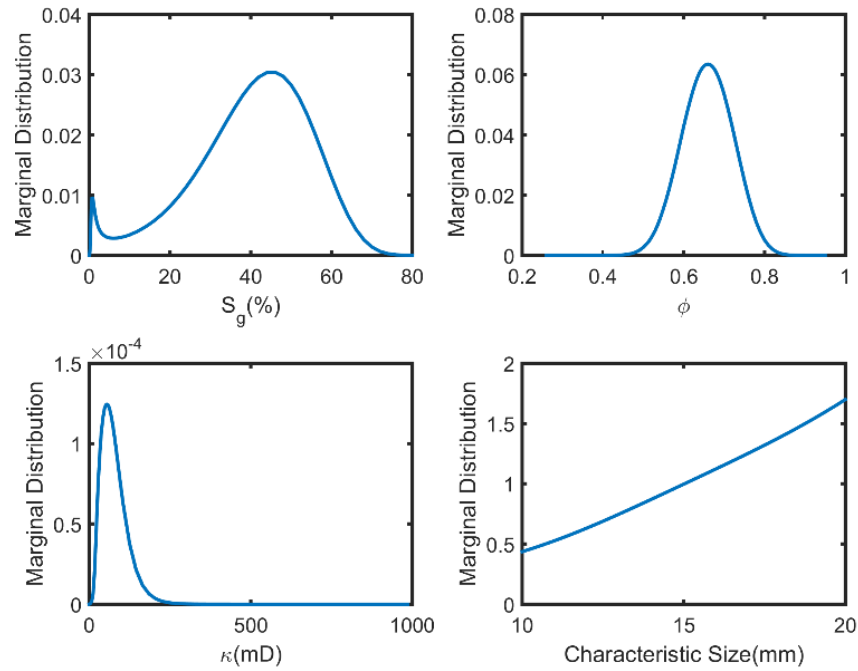 0.04
0.03
0.02
0.01
0
Marginal Distribution
0 20 40 60 80
S_g(%)
0.08
0.06
0.04
0.02
0
Marginal Distribution
0.2 0.4 0.6 0.8 1
ϕ
×10^-4
1.5
1
0.5
0
Marginal Distribution
0 500 1000
κ(mD)
2
1.5
1
0.5
0
Marginal Distribution
10 15 20
Characteristic Size(mm)